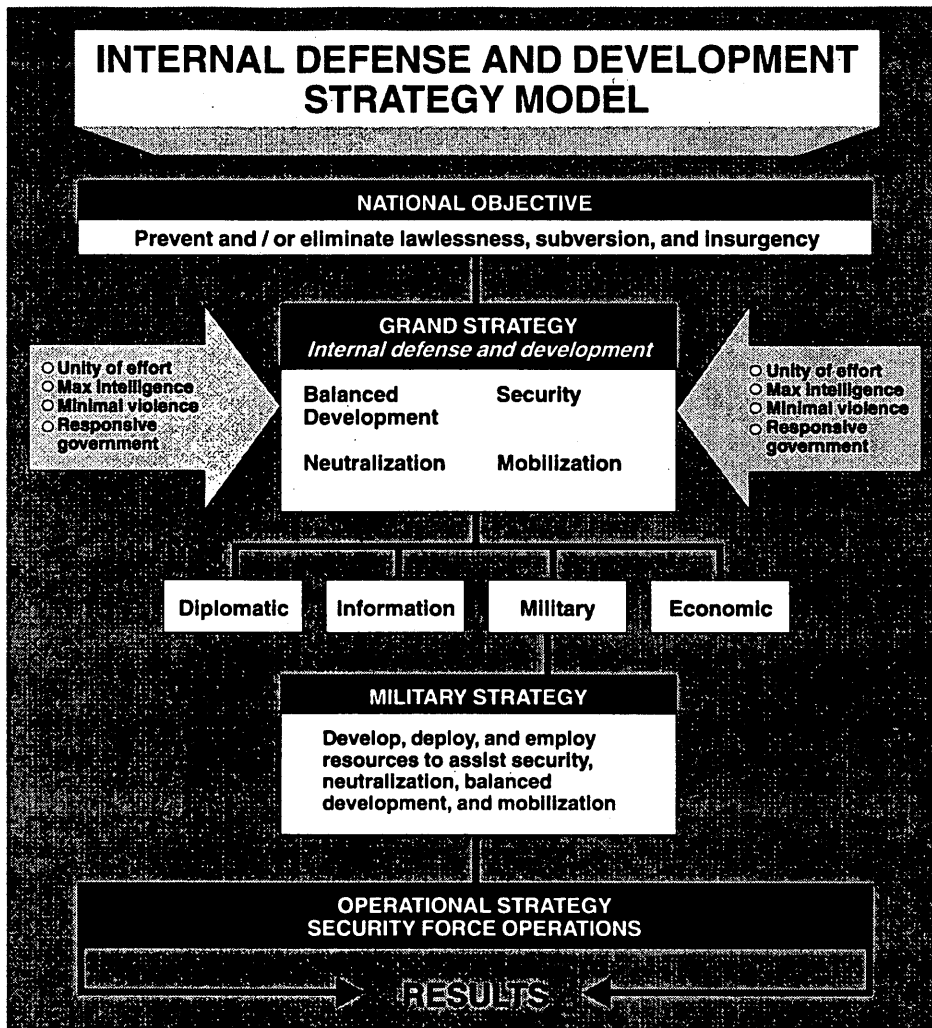 INTERNAL DEFENSE AND DEVELOPMENT
STRATEGY MODEL
NATIONAL OBJECTIVE
Prevent and / or eliminate lawlessness, subversion, and insurgency
GRAND STRATEGY
Internal defense and development
Unity of effort
Max intelligence
Minimal violence
Responsive
government
Balanced
Development
Security
Neutralization
Mobilization
Unity of effort
Max intelligence
Minimal violence
Responsive
government
Diplomatic
Information
Military
Economic
MILITARY STRATEGY
Develop, deploy, and employ
resources to assist security,
neutralization, balanced
development, and mobilization
OPERATIONAL STRATEGY
SECURITY FORCE OPERATIONS
RESULTS